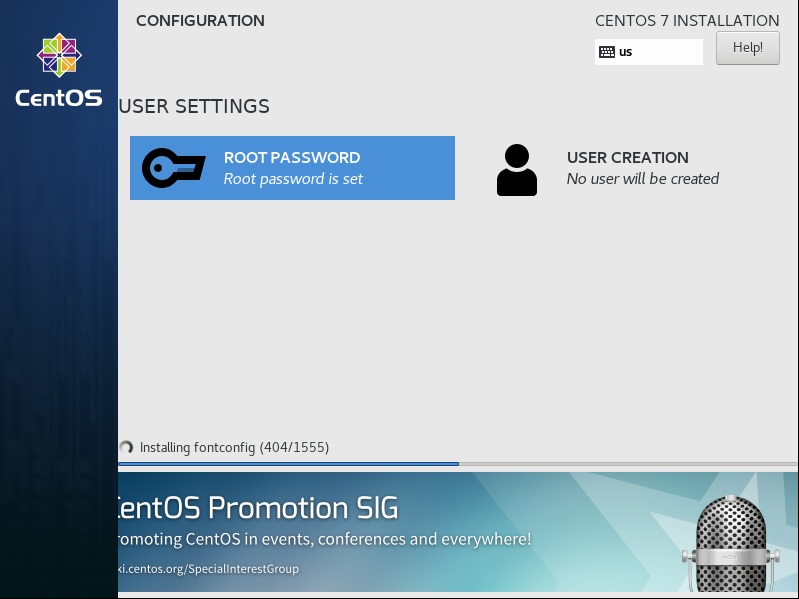 CONFIGURATION
CENTOS 7 INSTALLATION
us
Help!
CentOS
USER SETTINGS
ROOT PASSWORD
Root password is set
USER CREATION
No user will be created
Installing fontconfig (404/1555)
entOS Promotion SIG
romoting CentOS in events, conferences and everywhere!
ki.centos.org/SpecialInterestGroup